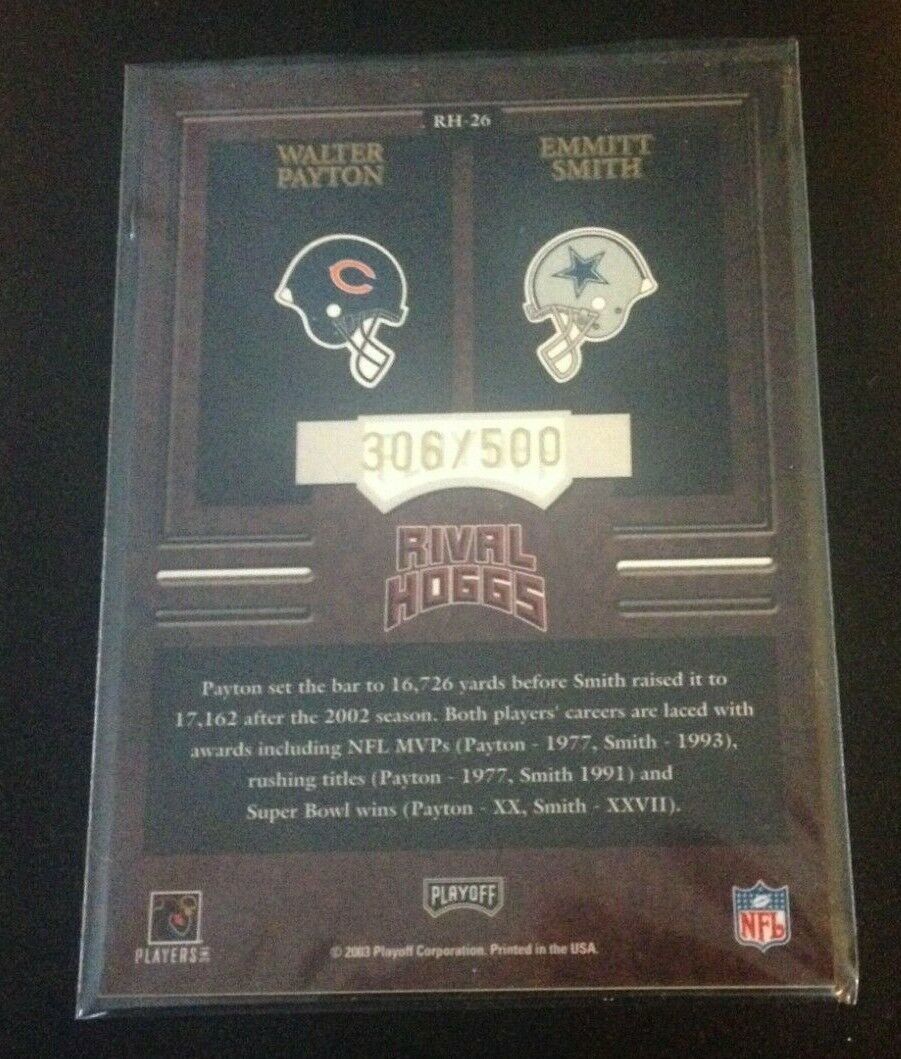 RH-26
WALTER
PAYTON
EMMITT
SMITH
C
306/500
RIVAL
HOGGS
Payton set the bar to 16,726 yards before Smith raised it to
17,162 after the 2002 season. Both players' careers are laced with
awards including NFL MVPs (Payton - 1977, Smith - 1993),
rushing titles (Payton - 1977, Smith 1991) and
Super Bowl wins (Payton - XX, Smith - XXVII).
PLAYOFF
PLAYERS INC
NFL
© 2003 Playoff Corporation. Printed in the USA.